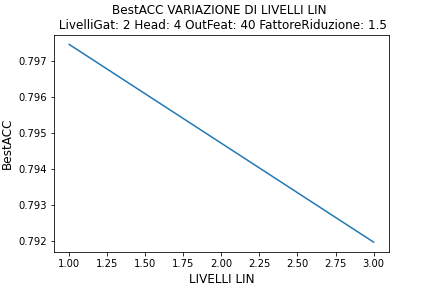 BestACC VARIAZIONE DI LIVELLI LIN
LivelliGat: 2 Head: 4 OutFeat: 40 FattoreRiduzione: 1.5
0.797
0.796
0.795
0.794
0.793
0.792
BestACC
1.00 1.25 1.50 1.75 2.00 2.25 2.50 2.75 3.00
LIVELLI LIN